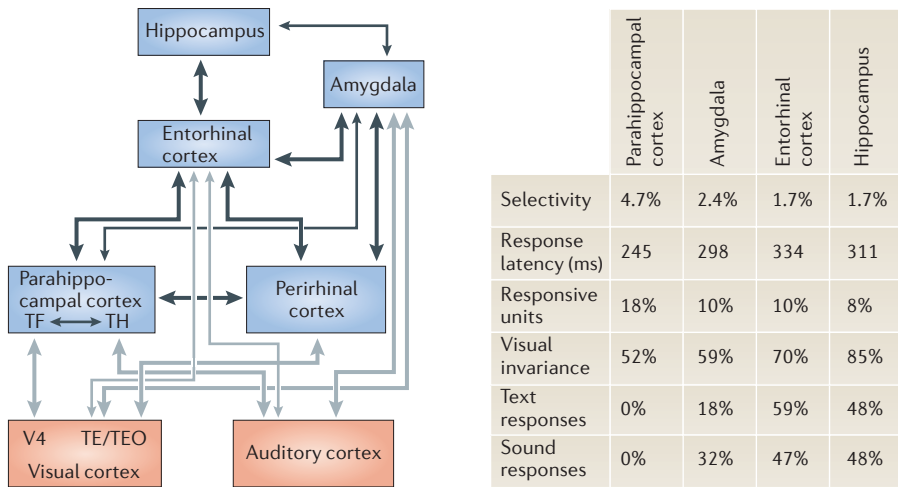 Hippocampus
Amygdala
Entorhinal
cortex
Parahippo-
campal cortex
TF TH
Perirhinal
cortex
V4 TE/TEO
Visual cortex
Auditory cortex
Parahippocampal
cortex
Amygdala
Entorhinal
cortex
Hippocampus
Selectivity 4.7% 2.4% 1.7% 1.7%
Response
latency (ms) 245 298 334 311
Responsive
units 18% 10% 10% 8%
Visual
invariance 52% 59% 70% 85%
Text
responses 0% 18% 59% 48%
Sound
responses 0% 32% 47% 48%